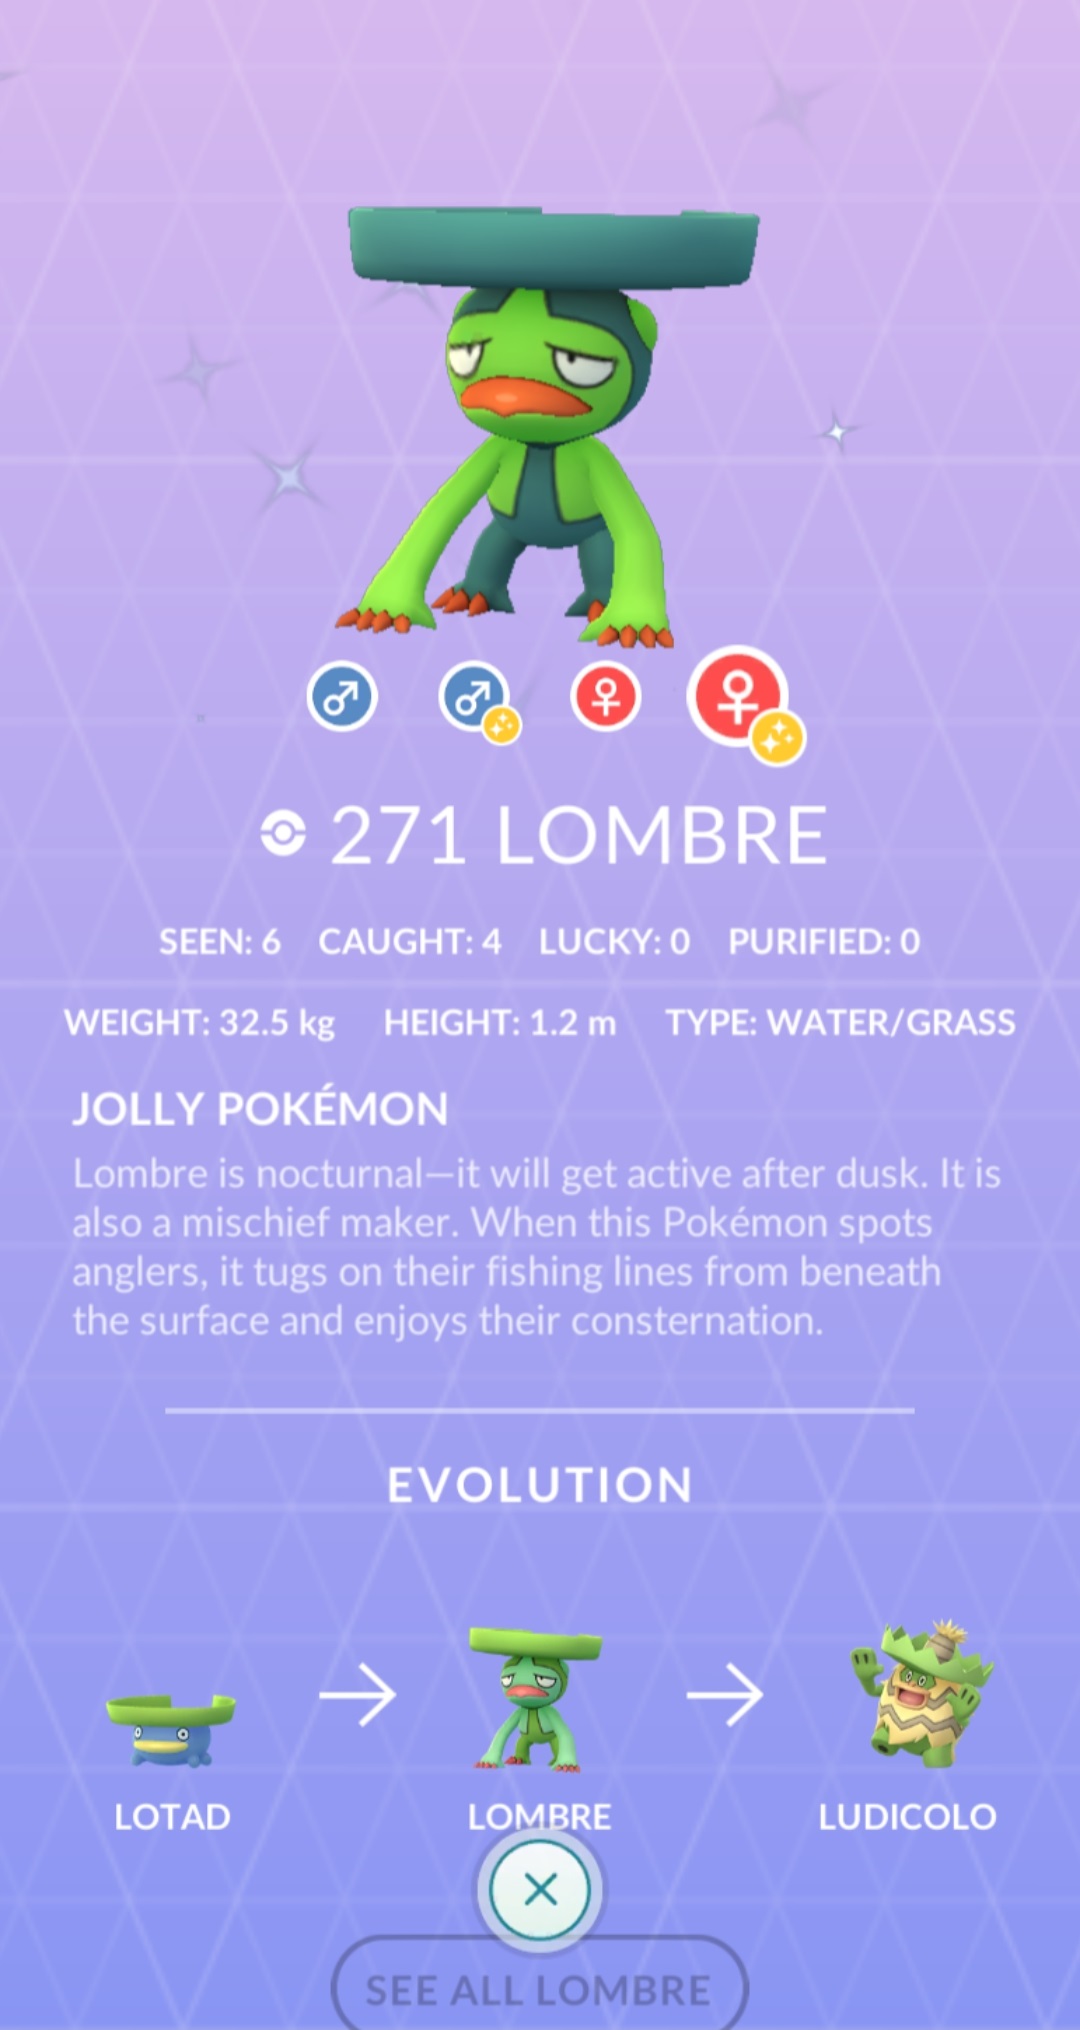 271 LOMBRE
SEEN: 6 CAUGHT: 4 LUCKY: 0 PURIFIED: 0
WEIGHT: 32.5 kg HEIGHT: 1.2 m TYPE: WATER/GRASS
JOLLY POKÉMON
Lombre is nocturnal—it will get active after dusk. It is
also a mischief maker. When this Pokémon spots
anglers, it tugs on their fishing lines from beneath
the surface and enjoys their consternation.
EVOLUTION
LOTAD LOMBRE LUDICOLO
SEE ALL LOMBRE